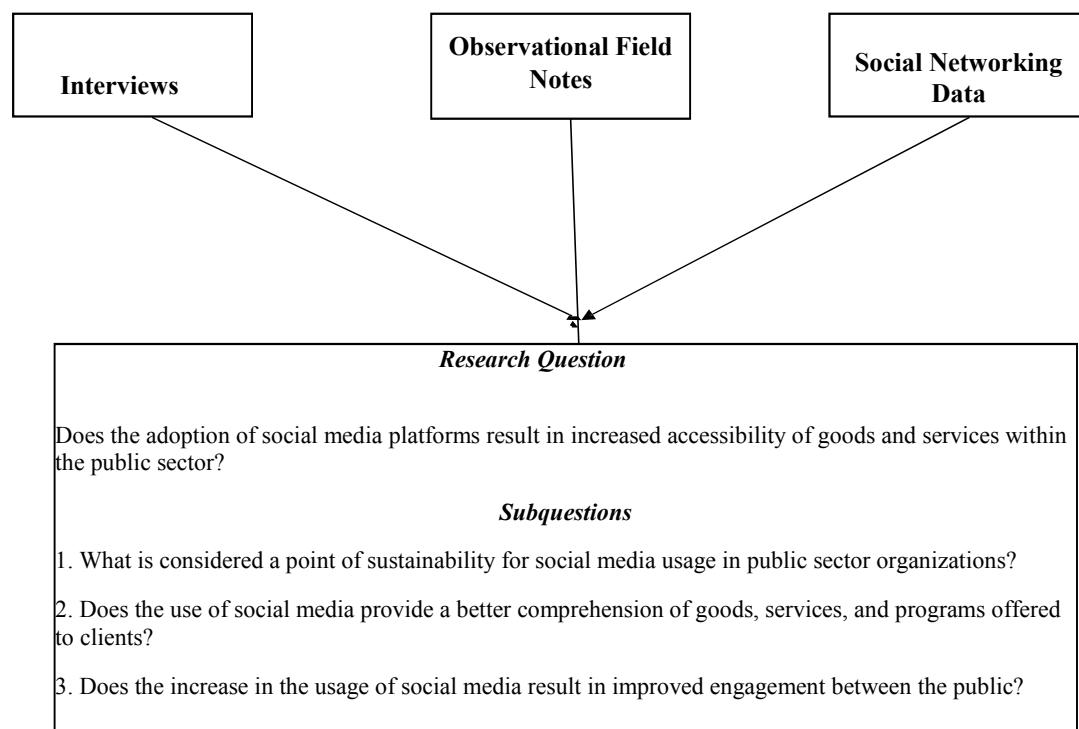 Interviews
Observational Field
Notes
Social Networking
Data
Research Question
Does the adoption of social media platforms result in increased accessibility of goods and services within
the public sector?
Subquestions
1. What is considered a point of sustainability for social media usage in public sector organizations?
2. Does the use of social media provide a better comprehension of goods, services, and programs offered
to clients?
3. Does the increase in the usage of social media result in improved engagement between the public?